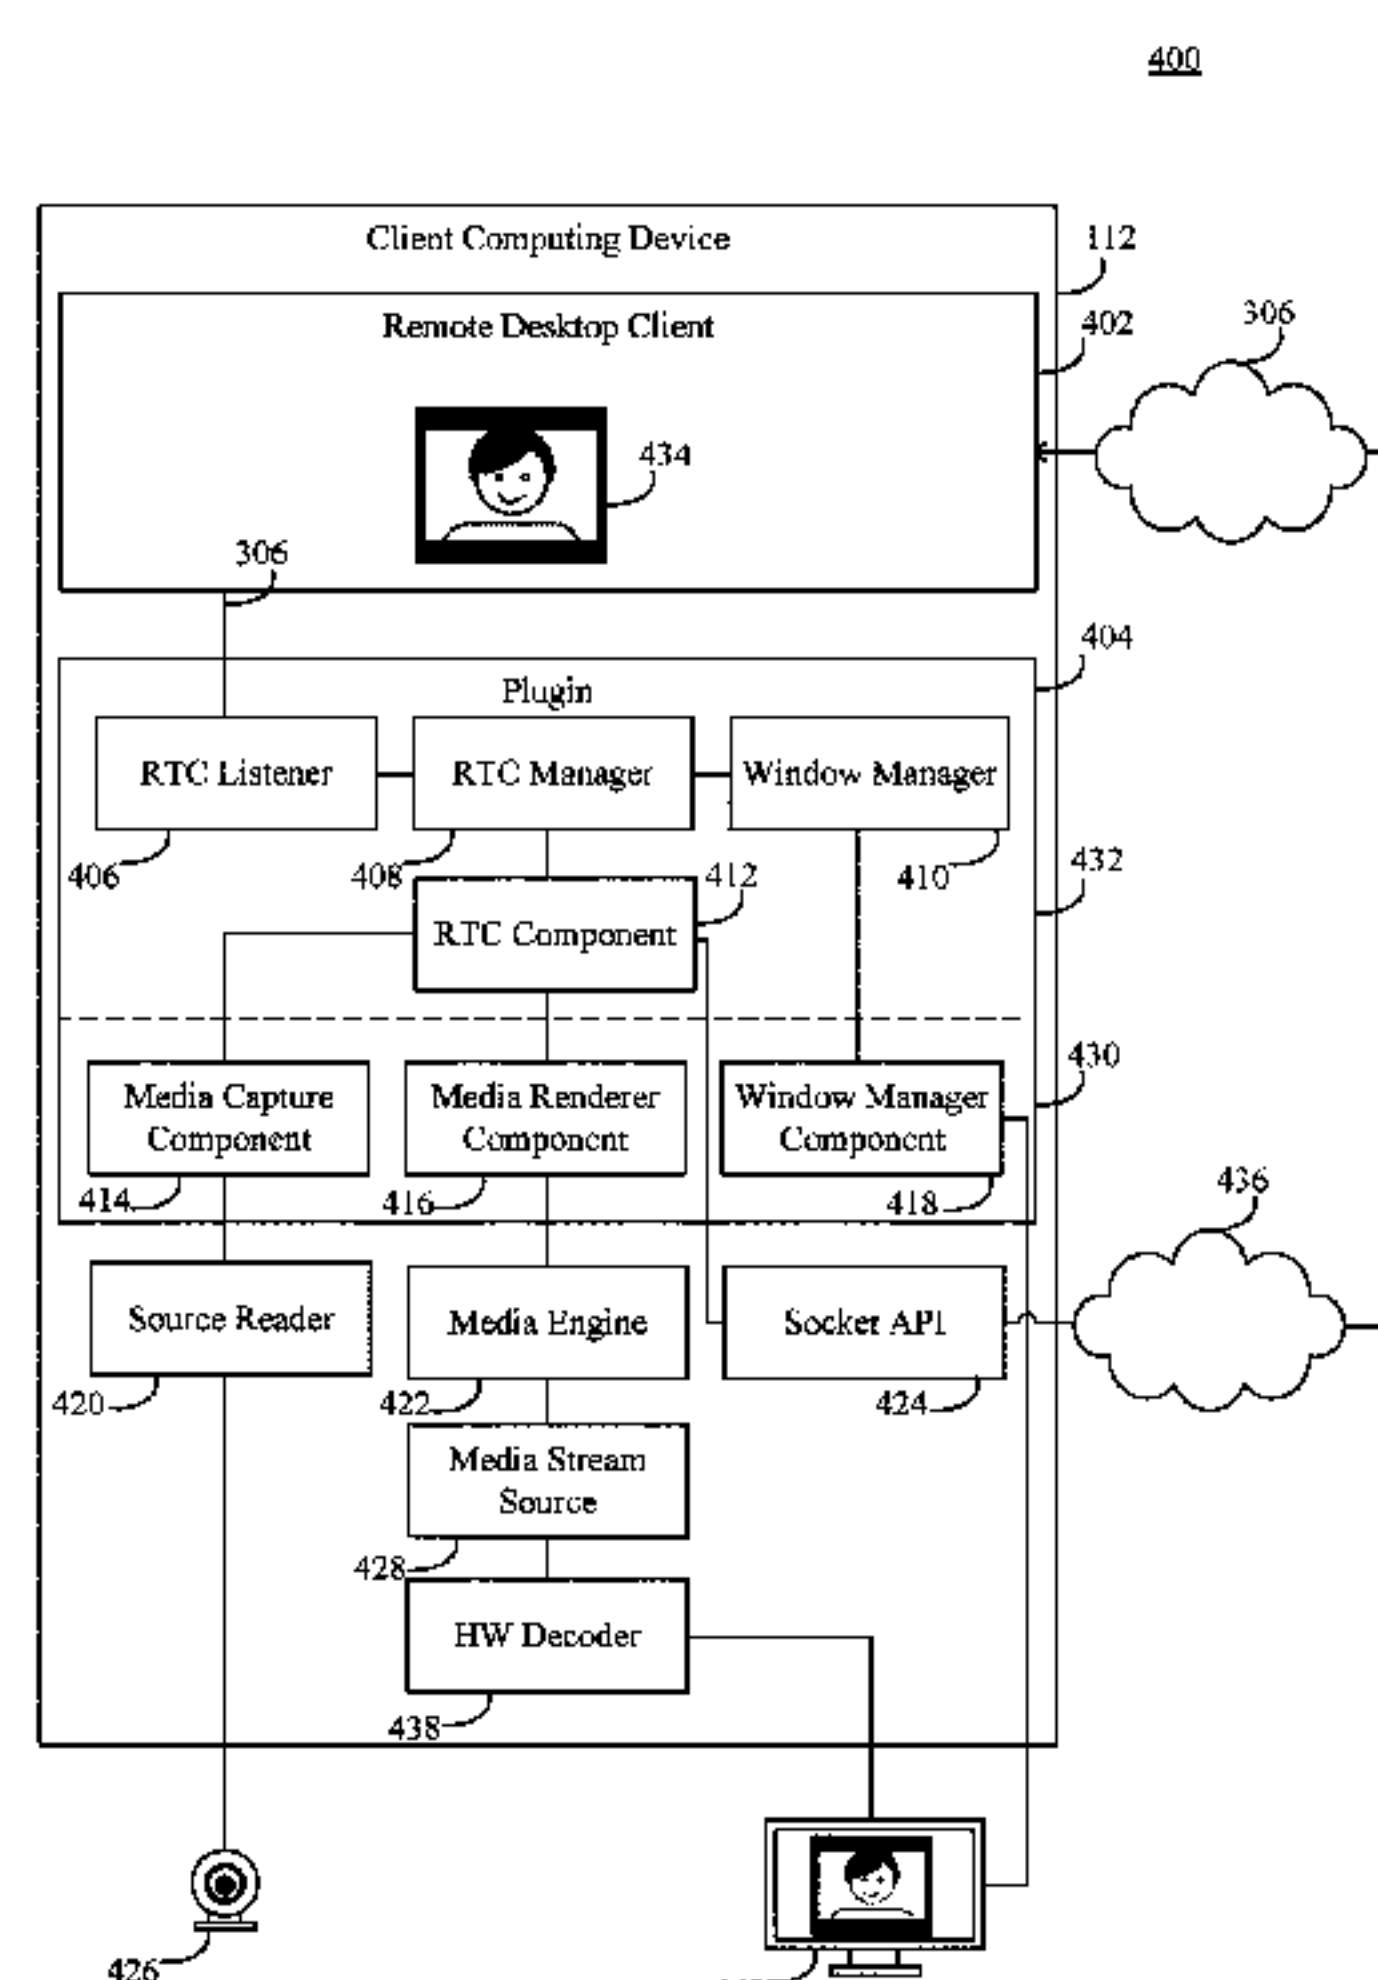 400
Client Computing Device
112
Remote Desktop Client
402
306
434
306
404
Plugin
RTC Listener
RTC Manager
Window Manager
406
408
410
432
412
RTC Component
430
Media Capture
Component
Media Renderer
Component
Window Manager
Component
414
416
418
436
Source Reader
Media Engine
Socket API
420
422
424
Media Stream
Source
428
HW Decoder
438
426